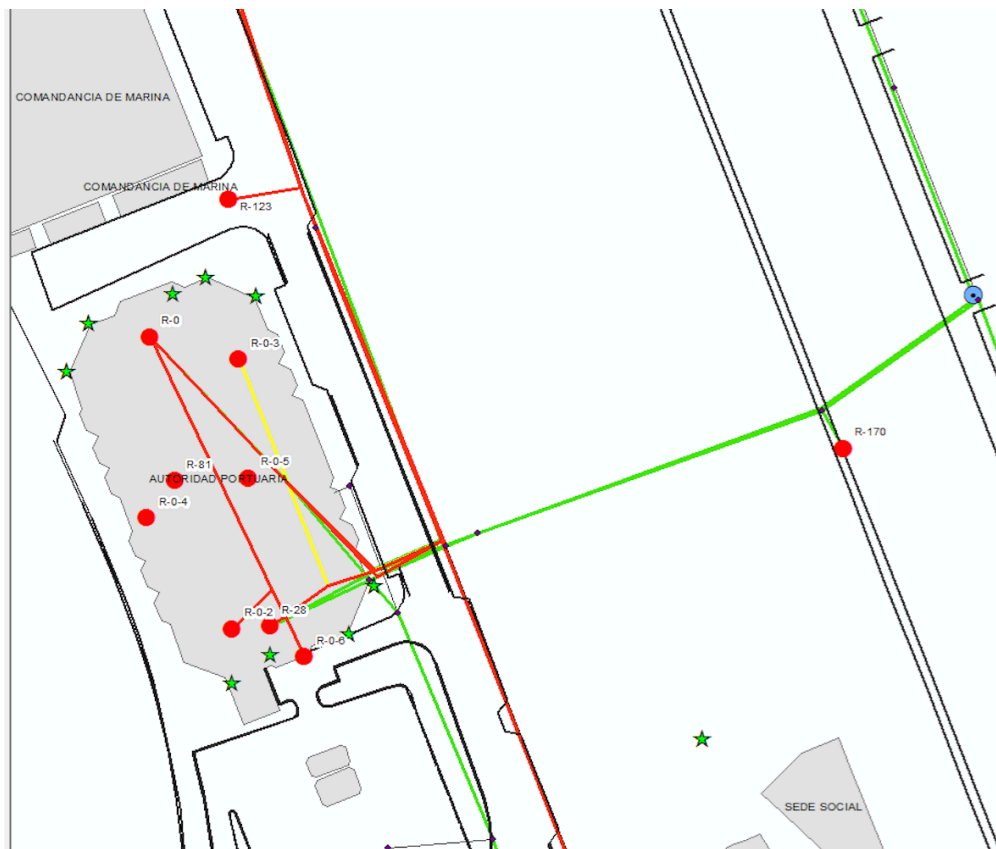 COMANDANCIA DE MARINA
COMANDANCIA DE MARINA
R-123
R-0
R-0-3
R-170
R-81
R-0-5
AUTORIDAD PORTUARIA
R-0-4
R-0-2
R-28
R-0-6
SEDE SOCIAL